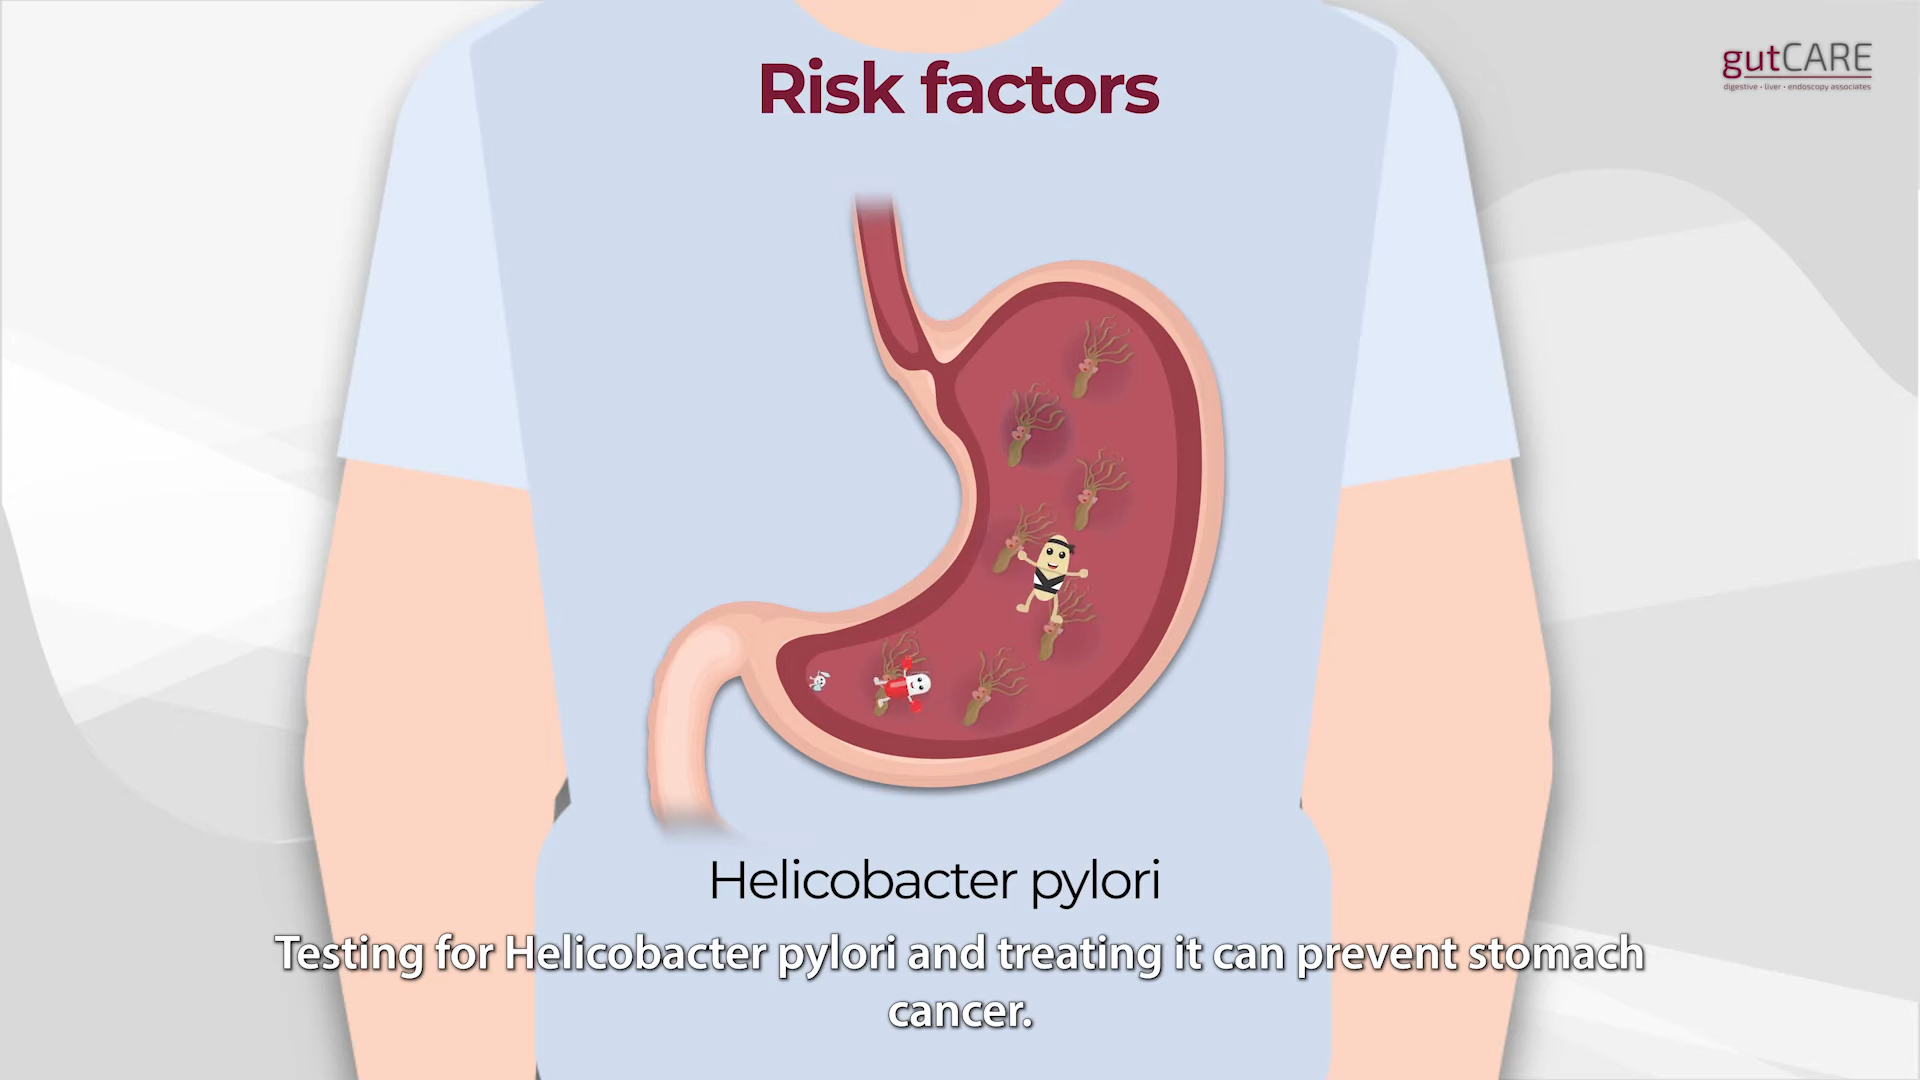 Risk factors
gutCARE
digestive • liver • endoscopy associates
Helicobacter pylori
Testing for Helicobacter pylori and treating it can prevent stomach
cancer.